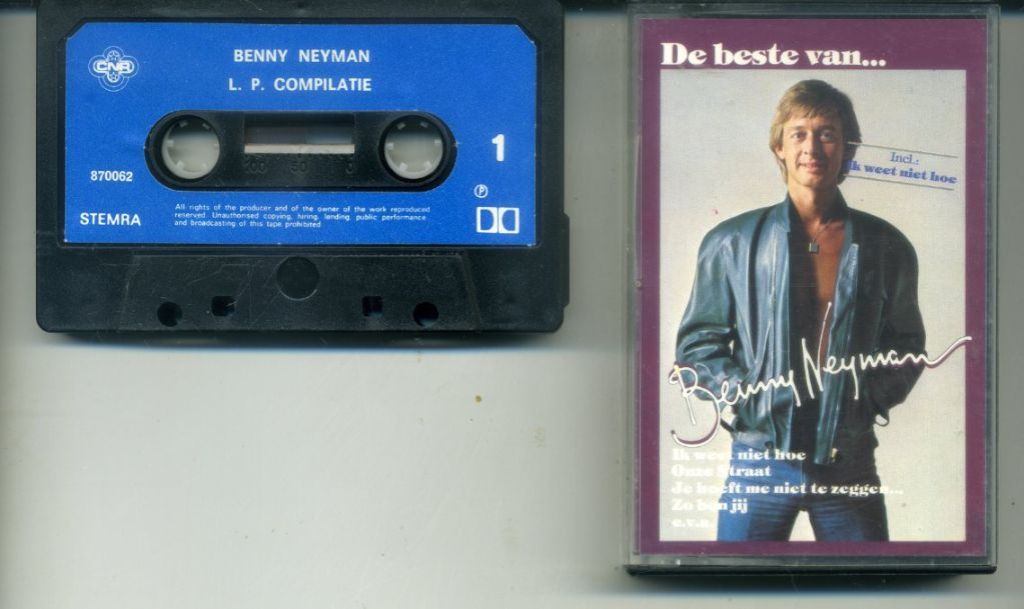 CNR
BENNY NEYMAN
L. P. COMPILATIE
1
870062
STEMRA
All rights of the producer and of the owner of the work reproduced
reserved. Unauthorised copying, hiring, lending, public performance
and broadcasting of this tape prohibited
℗
100 50 0
De beste van...
Incl.:
Ik weet niet hoe
Benny Neyman
Ik weet niet hoe
Onze Straat
Je hoeft me niet te zeggen...
Zo ben jij
e.v.a.